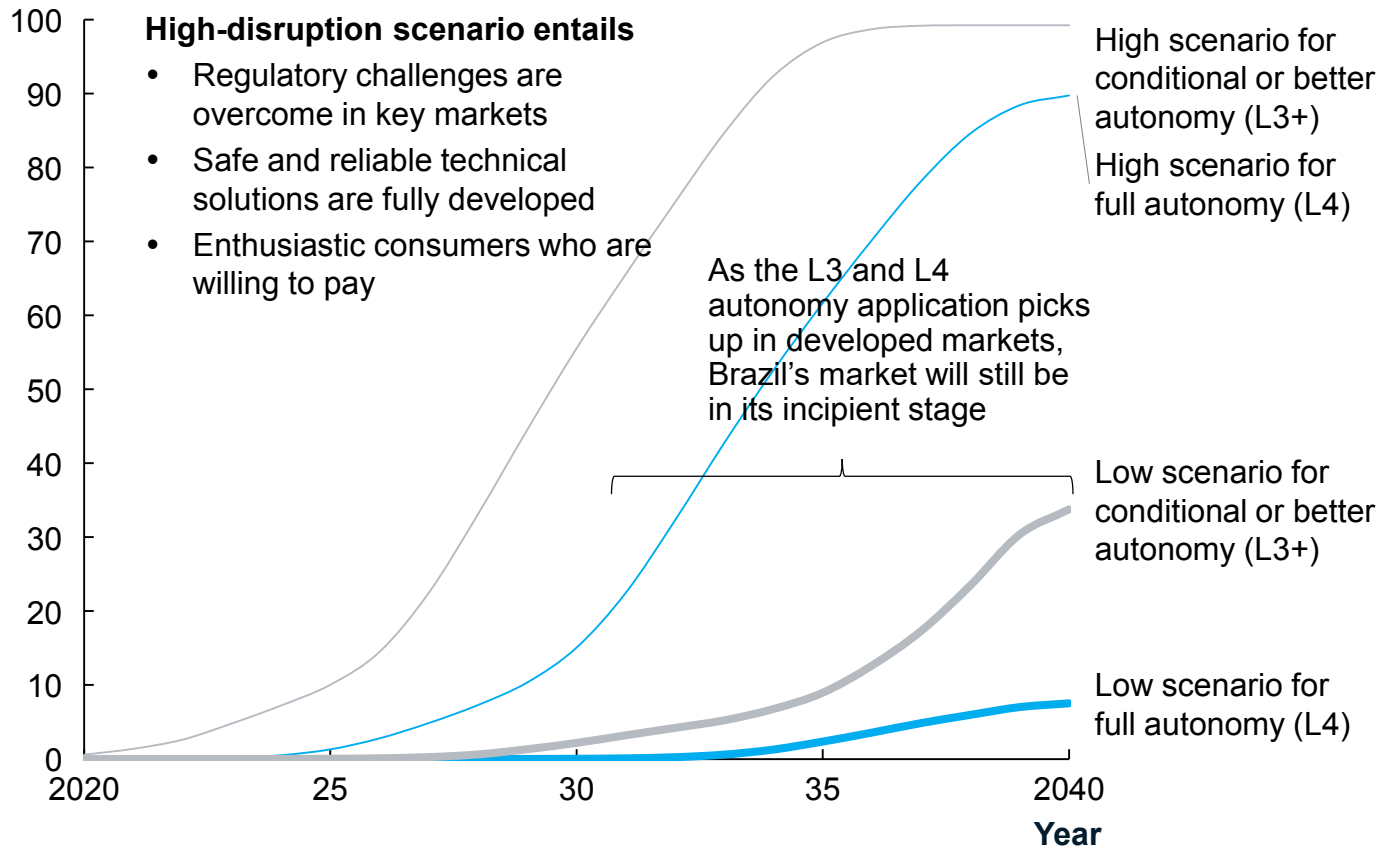 High-disruption scenario entails
• Regulatory challenges are
overcome in key markets
• Safe and reliable technical
solutions are fully developed
• Enthusiastic consumers who are
willing to pay
100
90
80
70
60
50
40
30
20
10
0
As the L3 and L4
autonomy application picks
up in developed markets,
Brazil’s market will still be
in its incipient stage
High scenario for
conditional or better
autonomy (L3+)
High scenario for
full autonomy (L4)
Low scenario for
conditional or better
autonomy (L3+)
Low scenario for
full autonomy (L4)
2020 25 30 35 2040
Year